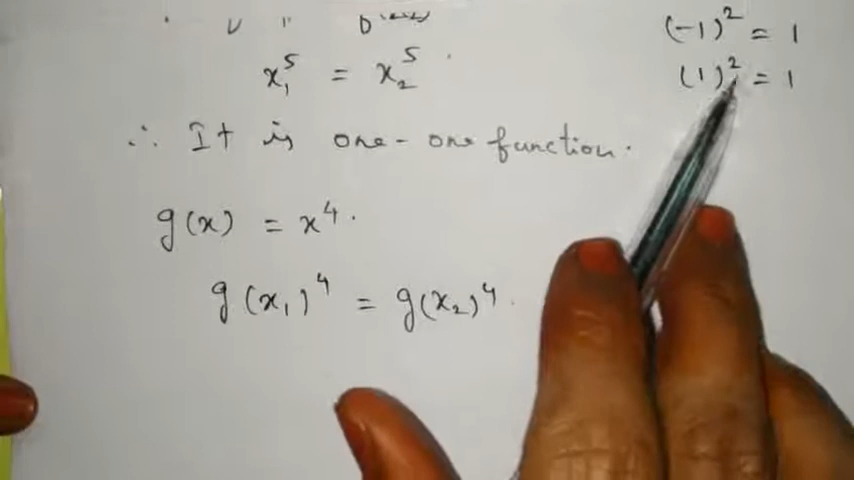 (-1)² = 1
x₁⁵ = x₂⁵.
(1)² = 1
∴ It is one-one function.
g(x) = x⁴.
g(x₁)⁴ = g(x₂)⁴.